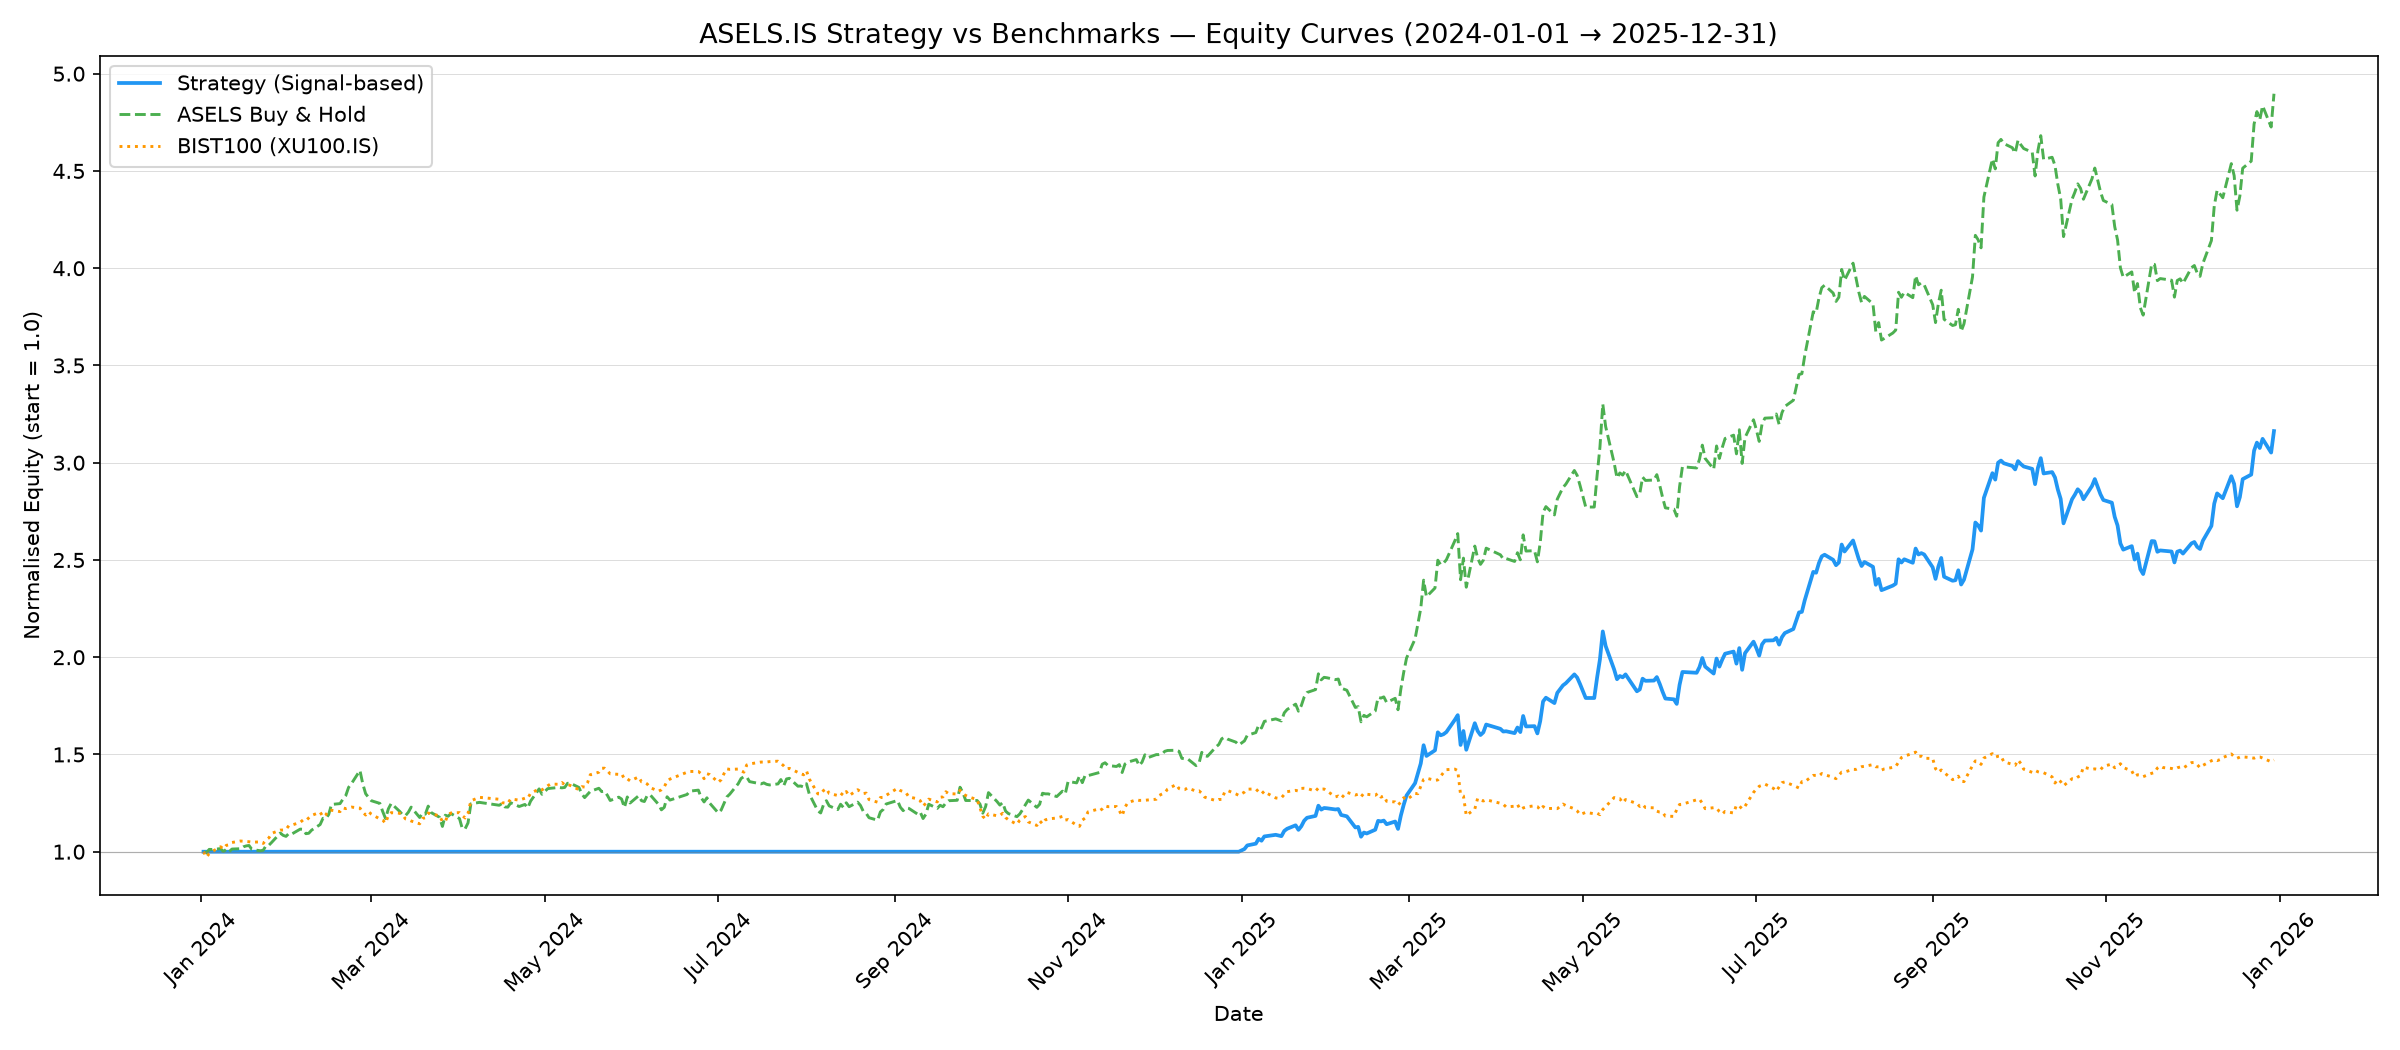 ASELS.IS Strategy vs Benchmarks — Equity Curves (2024-01-01 → 2025-12-31)
Strategy (Signal-based)
ASELS Buy & Hold
BIST100 (XU100.IS)
Normalised Equity (start = 1.0)
5.0
4.5
4.0
3.5
3.0
2.5
2.0
1.5
1.0
Jan 2024
Mar 2024
May 2024
Jul 2024
Sep 2024
Nov 2024
Jan 2025
Mar 2025
May 2025
Jul 2025
Sep 2025
Nov 2025
Jan 2026
Date